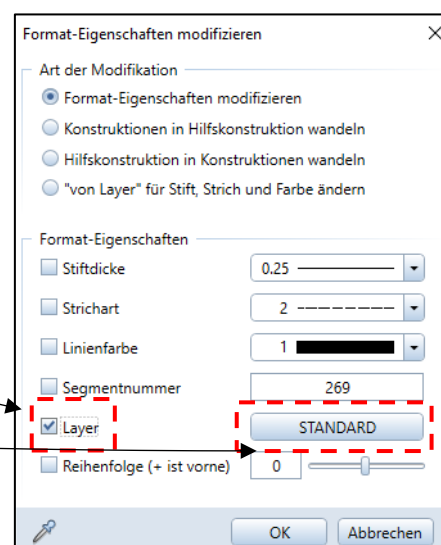 Format-Eigenschaften modifizieren
Art der Modifikation
Format-Eigenschaften modifizieren
Konstruktionen in Hilfskonstruktion wandeln
Hilfskonstruktion in Konstruktionen wandeln
"von Layer" für Stift, Strich und Farbe ändern
Format-Eigenschaften
Stiftdicke 0.25
Strichart 2
Linienfarbe 1
Segmentnummer 269
Layer STANDARD
Reihenfolge (+ ist vorne) 0
OK Abbrechen